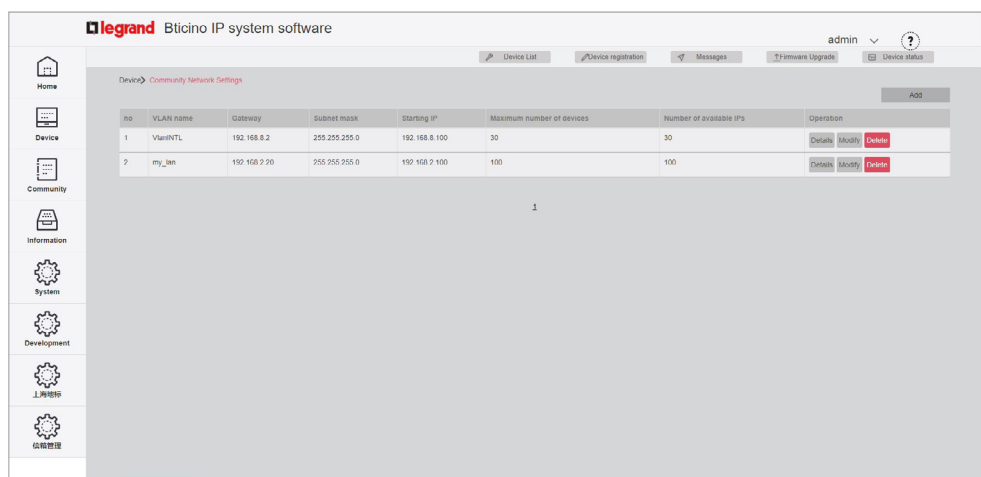 legrand Bticino IP system software
admin ?
Device List Device registration Messages Firmware Upgrade Device status
Home
Device Community Network Settings
Add
no VLAN name Gateway Subnet mask Starting IP Maximum number of devices Number of available IPs Operation
1 VlanINTL 192.168.8.2 255.255.255.0 192.168.8.100 30 30 Details Modify Delete
2 my_lan 192.168.2.20 255.255.255.0 192.168.2.100 100 100 Details Modify Delete
1
Device
Community
Information
System
Development
上海地标
信箱管理